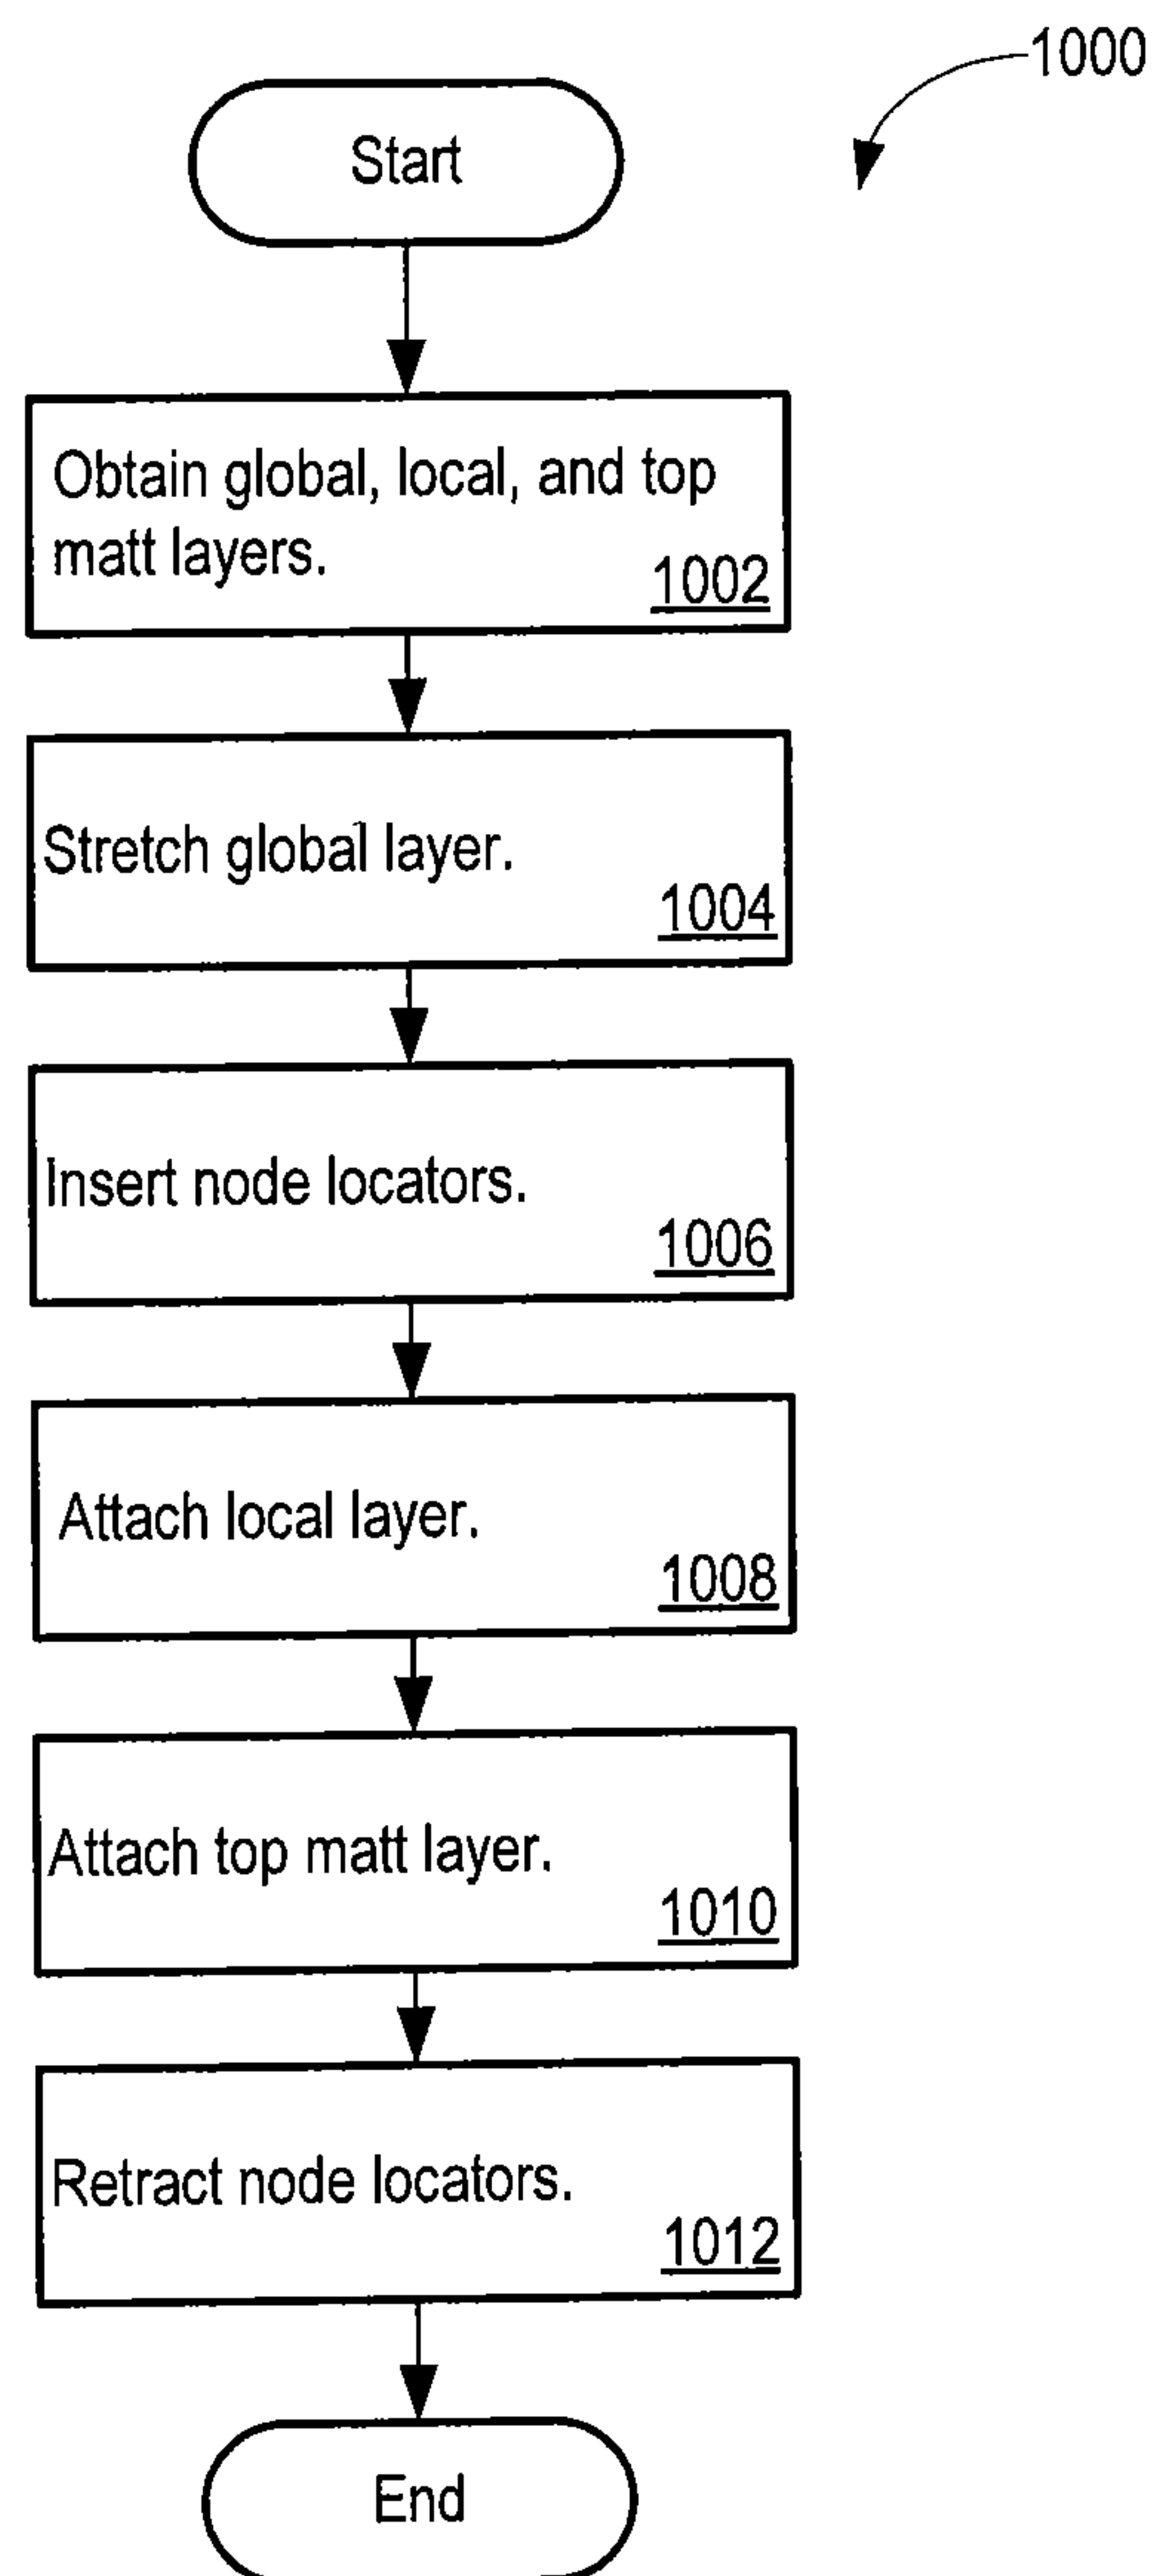 1000
Start
Obtain global, local, and top
matt layers.
1002
Stretch global layer.
1004
Insert node locators.
1006
Attach local layer.
1008
Attach top matt layer.
1010
Retract node locators.
1012
End